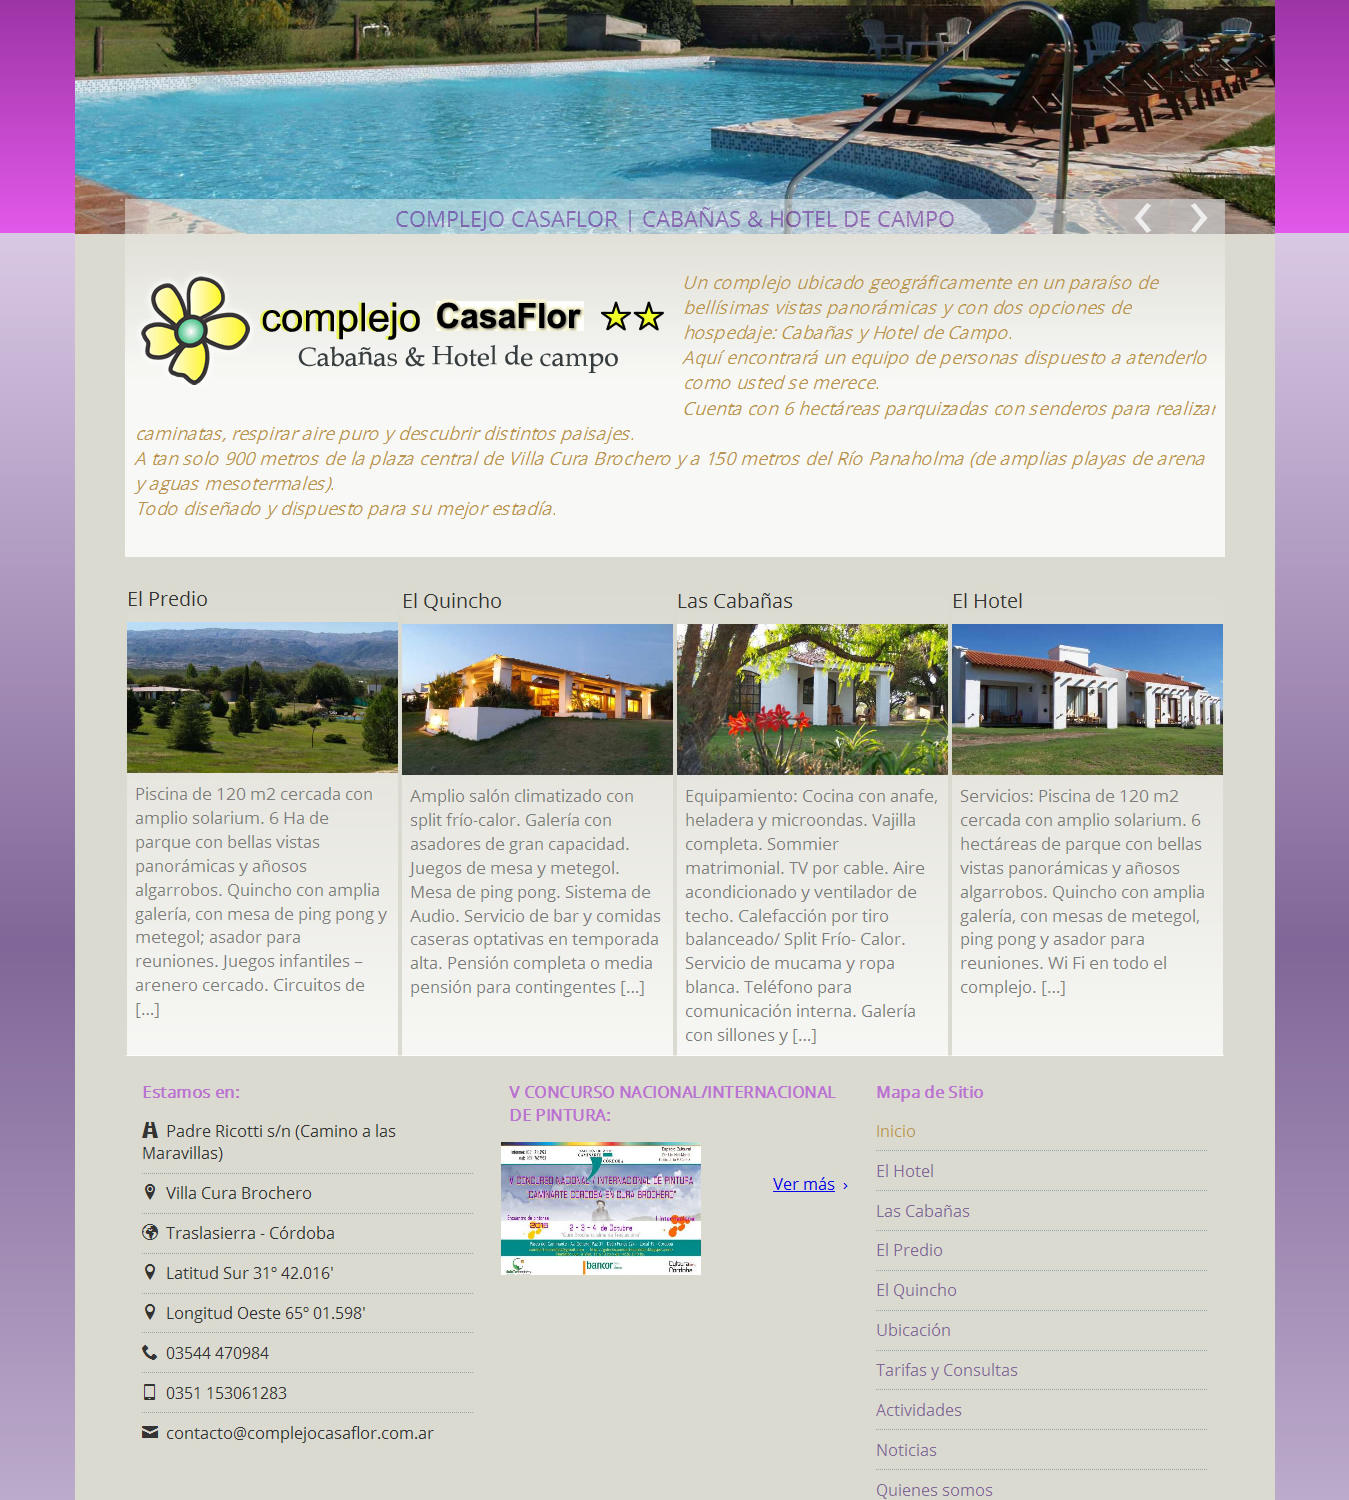 COMPLEJO CASAFLOR | CABAÑAS & HOTEL DE CAMPO
complejo CasaFlor
Cabañas & Hotel de campo
Un complejo ubicado geográficamente en un paraíso de
bellísimas vistas panorámicas y con dos opciones de
hospedaje: Cabañas y Hotel de Campo.
Aquí encontrará un equipo de personas dispuesto a atenderlo
como usted se merece.
Cuenta con 6 hectáreas parquizadas con senderos para realizar
caminatas, respirar aire puro y descubrir distintos paisajes.
A tan solo 900 metros de la plaza central de Villa Cura Brochero y a 150 metros del Río Panaholma (de amplias playas de arena
y aguas mesotermales).
Todo diseñado y dispuesto para su mejor estadía.
El Predio
Piscina de 120 m2 cercada con
amplio solarium. 6 Ha de
parque con bellas vistas
panorámicas y añosos
algarrobos. Quincho con amplia
galería, con mesa de ping pong y
metegol; asador para
reuniones. Juegos infantiles –
arenero cercado. Circuitos de
[...]
El Quincho
Amplio salón climatizado con
split frío-calor. Galería con
asadores de gran capacidad.
Juegos de mesa y metegol.
Mesa de ping pong. Sistema de
Audio. Servicio de bar y comidas
caseras optativas en temporada
alta. Pensión completa o media
pensión para contingentes [...]
Las Cabañas
Equipamiento: Cocina con anafe,
heladera y microondas. Vajilla
completa. Sommier
matrimonial. TV por cable. Aire
acondicionado y ventilador de
techo. Calefacción por tiro
balanceado/ Split Frío- Calor.
Servicio de mucama y ropa
blanca. Teléfono para
comunicación interna. Galería
con sillones y [...]
El Hotel
Servicios: Piscina de 120 m2
cercada con amplio solarium. 6
hectáreas de parque con bellas
vistas panorámicas y añosos
algarrobos. Quincho con amplia
galería, con mesas de metegol,
ping pong y asador para
reuniones. Wi Fi en todo el
complejo. [...]
Estamos en:
Padre Ricotti s/n (Camino a las
Maravillas)
Villa Cura Brochero
Traslasierra - Córdoba
Latitud Sur 31º 42.016'
Longitud Oeste 65º 01.598'
03544 470984
0351 153061283
contacto@complejocasaflor.com.ar
V CONCURSO NACIONAL/INTERNACIONAL
DE PINTURA:
V CONCURSO NACIONAL / INTERNACIONAL DE PINTURA
"CAMINARTE CORDOBA EN CURA BROCHERO"
2 - 3 - 4 de Octubre
bancor
Ver más ›
Mapa de Sitio
Inicio
El Hotel
Las Cabañas
El Predio
El Quincho
Ubicación
Tarifas y Consultas
Actividades
Noticias
Quienes somos